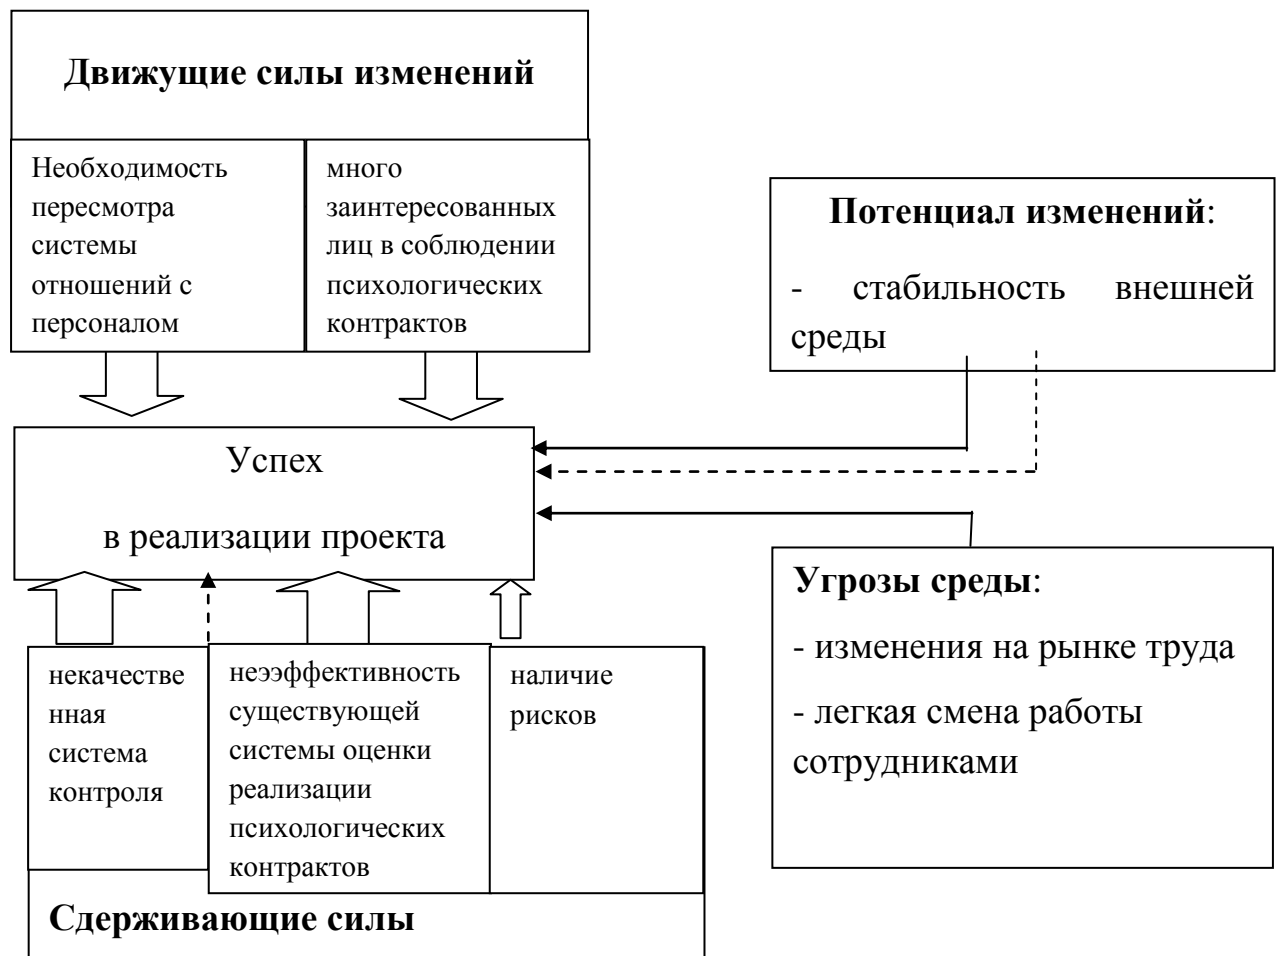 Движущие силы изменений
Необходимость
пересмотра
системы
отношений с
персоналом
много
заинтересованных
лиц в соблюдении
психологических
контрактов
Потенциал изменений:
- стабильность внешней
среды
Успех
в реализации проекта
Угрозы среды:
- изменения на рынке труда
- легкая смена работы
сотрудниками
некачестве
нная
система
контроля
неээффективность
существующей
системы оценки
реализации
психологических
контрактов
наличие
рисков
Сдерживающие силы